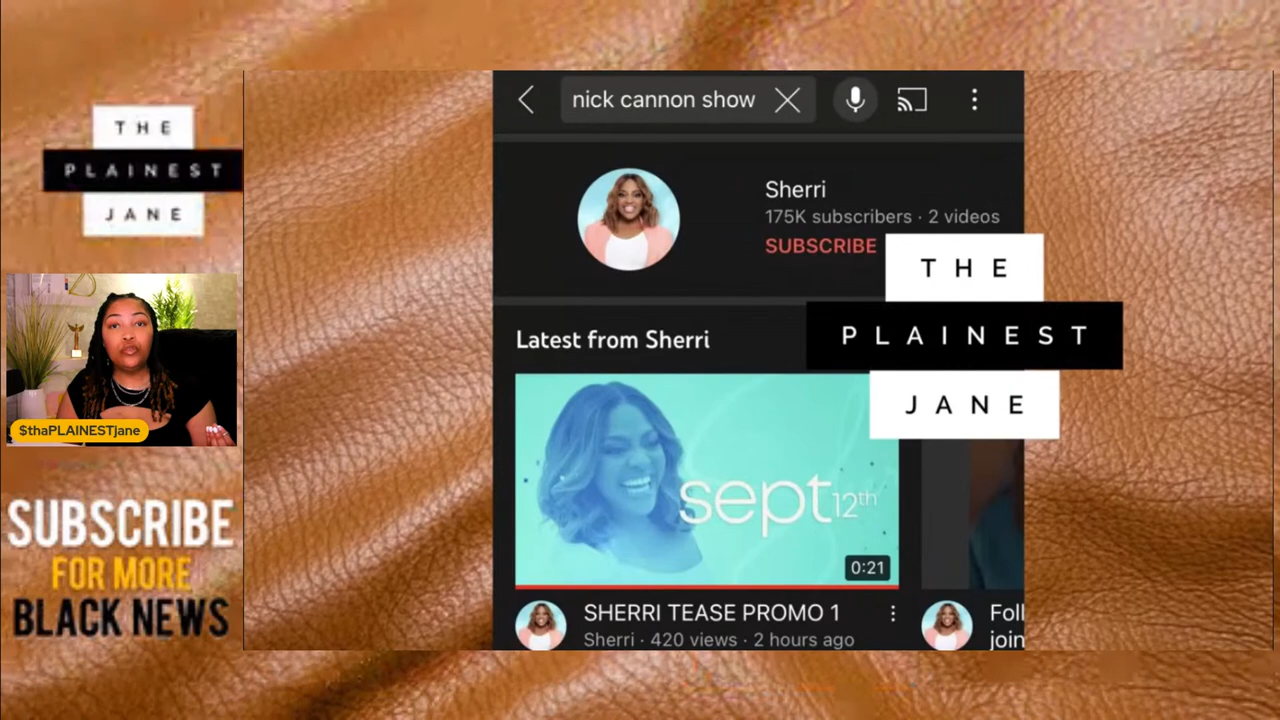 THE
PLAINEST
JANE
$thaPLAINESTjane
SUBSCRIBE
FOR MORE
BLACK NEWS
nick cannon show
Sherri
175K subscribers · 2 videos
SUBSCRIBE
THE
PLAINEST
JANE
Latest from Sherri
sept 12th
0:21
SHERRI TEASE PROMO 1
Sherri · 420 views · 2 hours ago
Foll
join